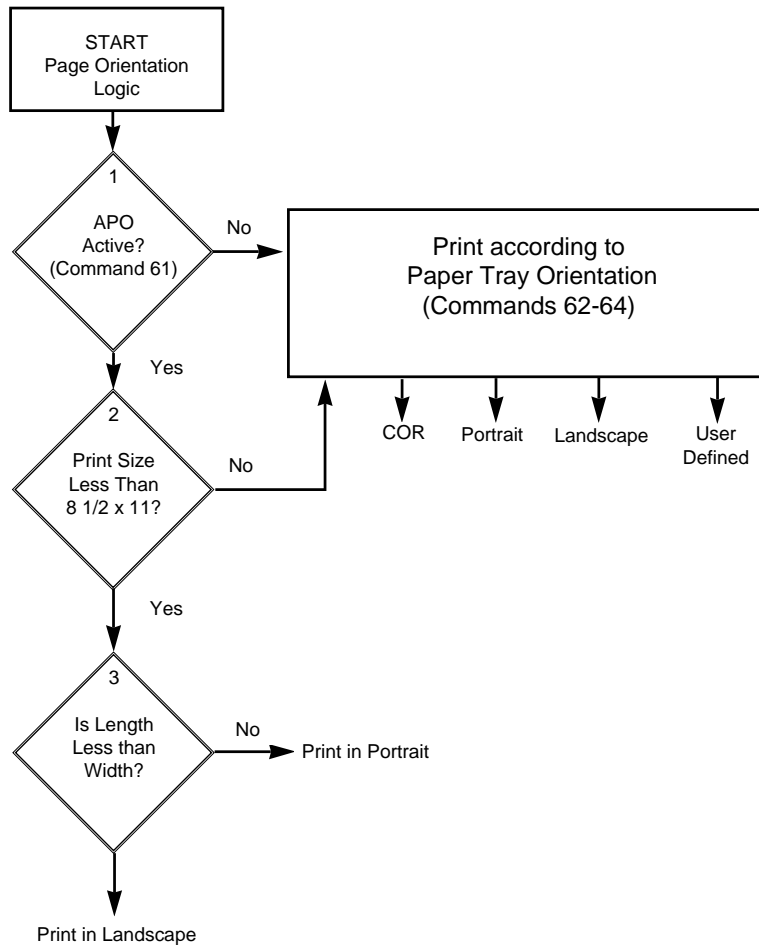 START
Page Orientation
Logic
1
APO
Active?
(Command 61)
No
Print according to
Paper Tray Orientation
(Commands 62-64)
Yes
COR
Portrait
Landscape
User
Defined
2
Print Size
Less Than
8 1/2 x 11?
No
Yes
3
Is Length
Less than
Width?
No
Print in Portrait
Print in Landscape